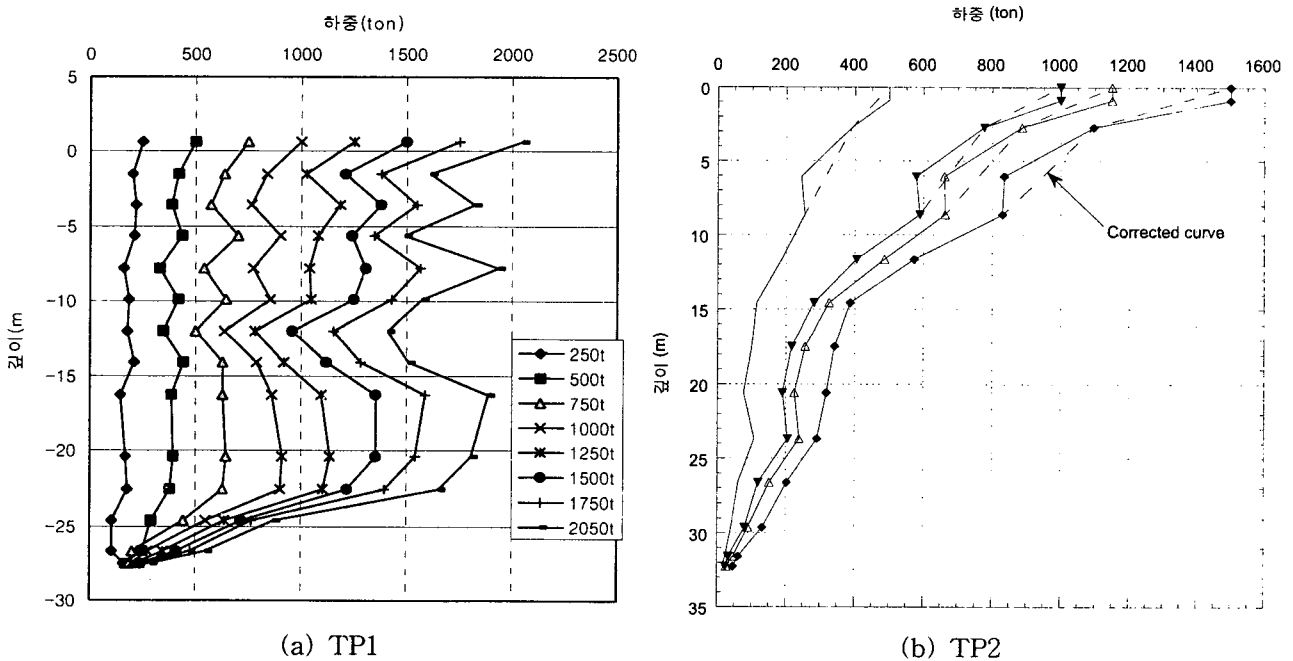 하중(ton)
0 500 1000 1500 2000 2500
5
0
-5
-10
-15
-20
-25
-30
깊이(m
250t
500t
750t
1000t
1250t
1500t
1750t
2050t
(a) TP1
하중 (ton)
0 200 400 600 800 1000 1200 1400 1600
0
5
10
15
20
25
30
35
깊이 (m)
Corrected curve
(b) TP2